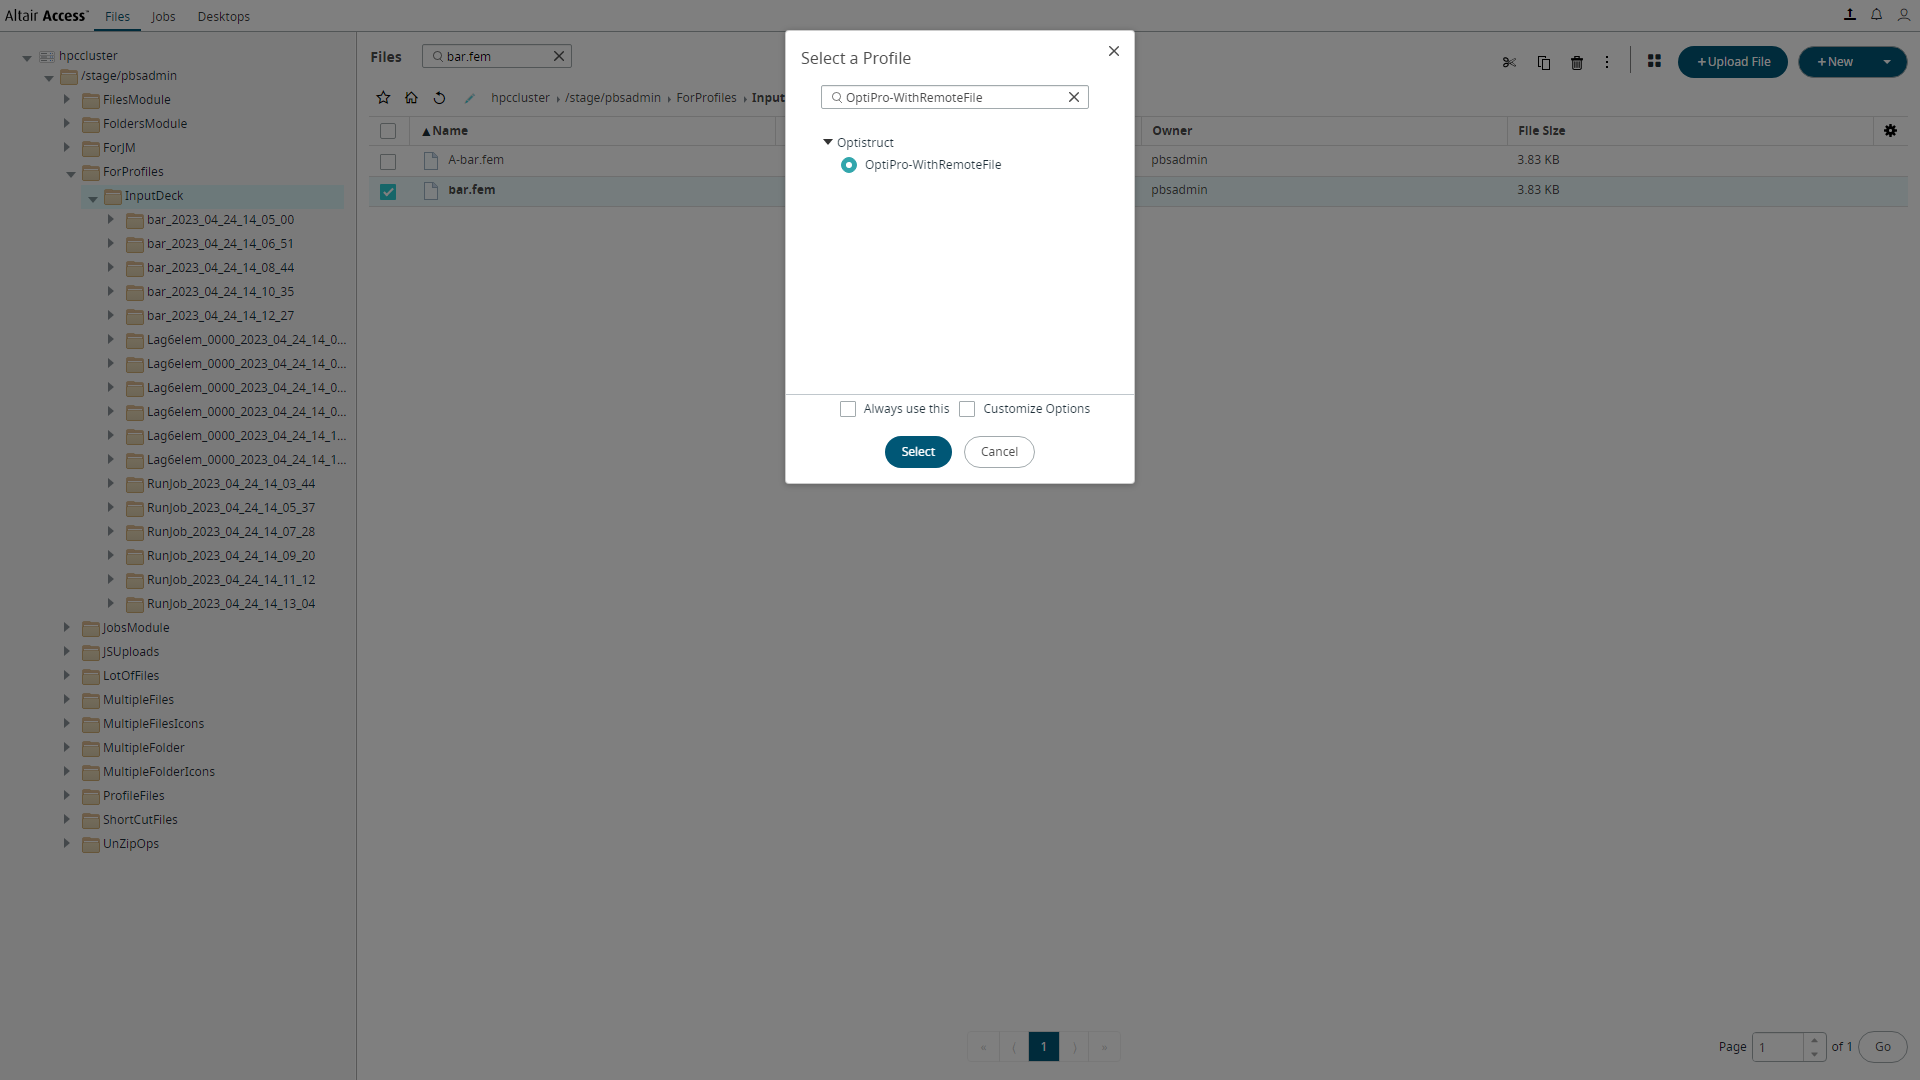 Altair Access™ Files Jobs Desktops
hpccluster
/stage/pbsadmin
FilesModule
FoldersModule
ForJM
ForProfiles
InputDeck
bar_2023_04_24_14_05_00
bar_2023_04_24_14_06_51
bar_2023_04_24_14_08_44
bar_2023_04_24_14_10_35
bar_2023_04_24_14_12_27
Lag6elem_0000_2023_04_24_14_0...
Lag6elem_0000_2023_04_24_14_0...
Lag6elem_0000_2023_04_24_14_0...
Lag6elem_0000_2023_04_24_14_0...
Lag6elem_0000_2023_04_24_14_1...
Lag6elem_0000_2023_04_24_14_1...
RunJob_2023_04_24_14_03_44
RunJob_2023_04_24_14_05_37
RunJob_2023_04_24_14_07_28
RunJob_2023_04_24_14_09_20
RunJob_2023_04_24_14_11_12
RunJob_2023_04_24_14_13_04
JobsModule
JSUploads
LotOfFiles
MultipleFiles
MultipleFilesIcons
MultipleFolder
MultipleFolderIcons
ProfileFiles
ShortCutFiles
UnZipOps
Files bar.fem
+Upload File +New
hpccluster › /stage/pbsadmin › ForProfiles › Input
Name Owner File Size
A-bar.fem pbsadmin 3.83 KB
bar.fem pbsadmin 3.83 KB
Select a Profile
OptiPro-WithRemoteFile
Optistruct
OptiPro-WithRemoteFile
Always use this Customize Options
Select Cancel
« ⟨ 1 ⟩ »
Page 1 of 1 Go